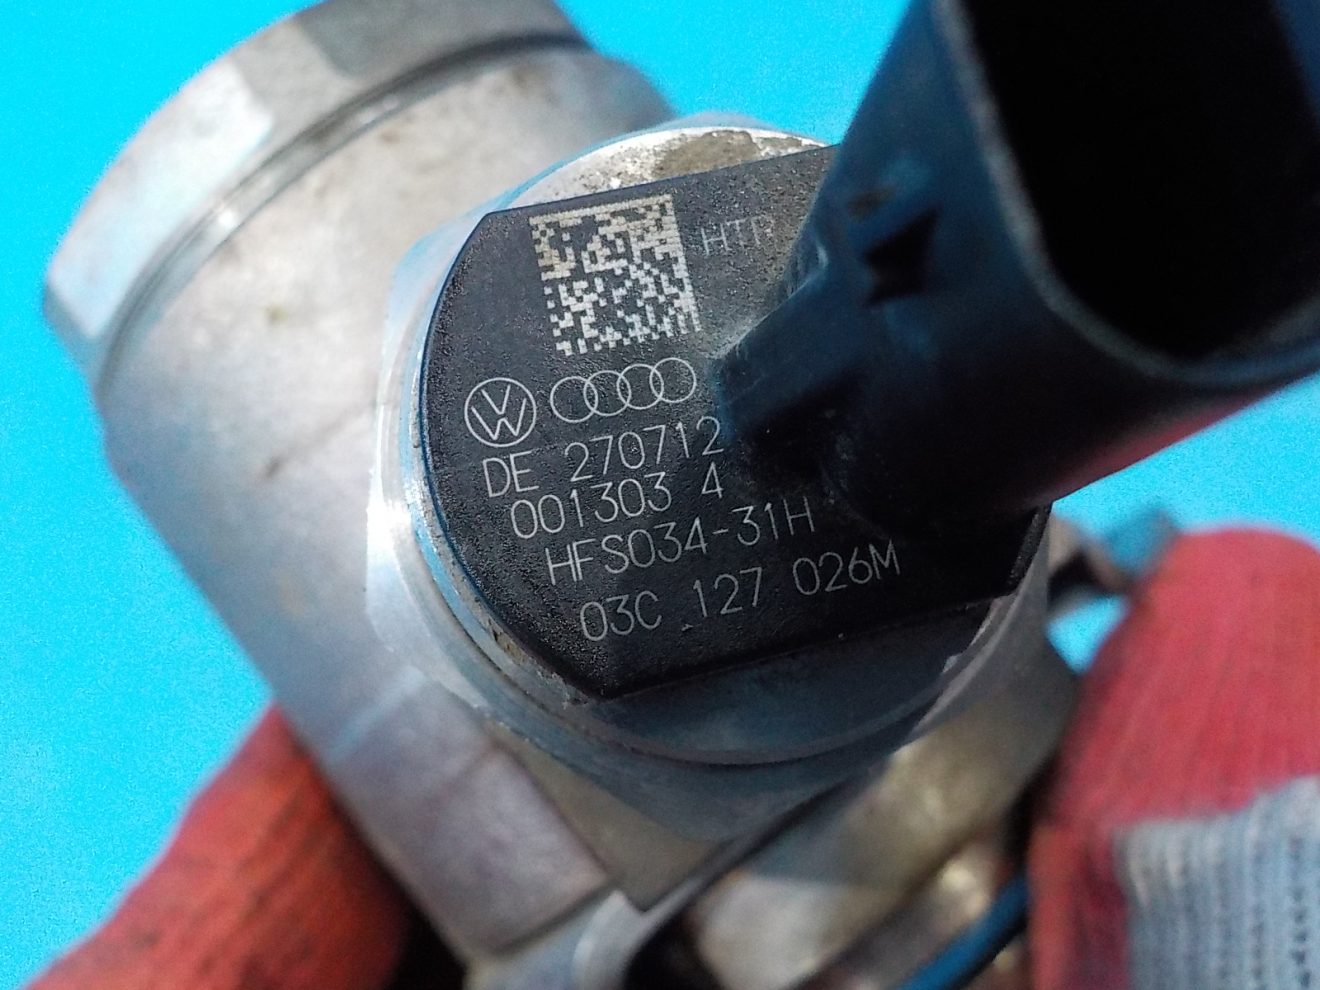 HTR
DE 270712
001303 4
HFS034-31H
03C 127 026M